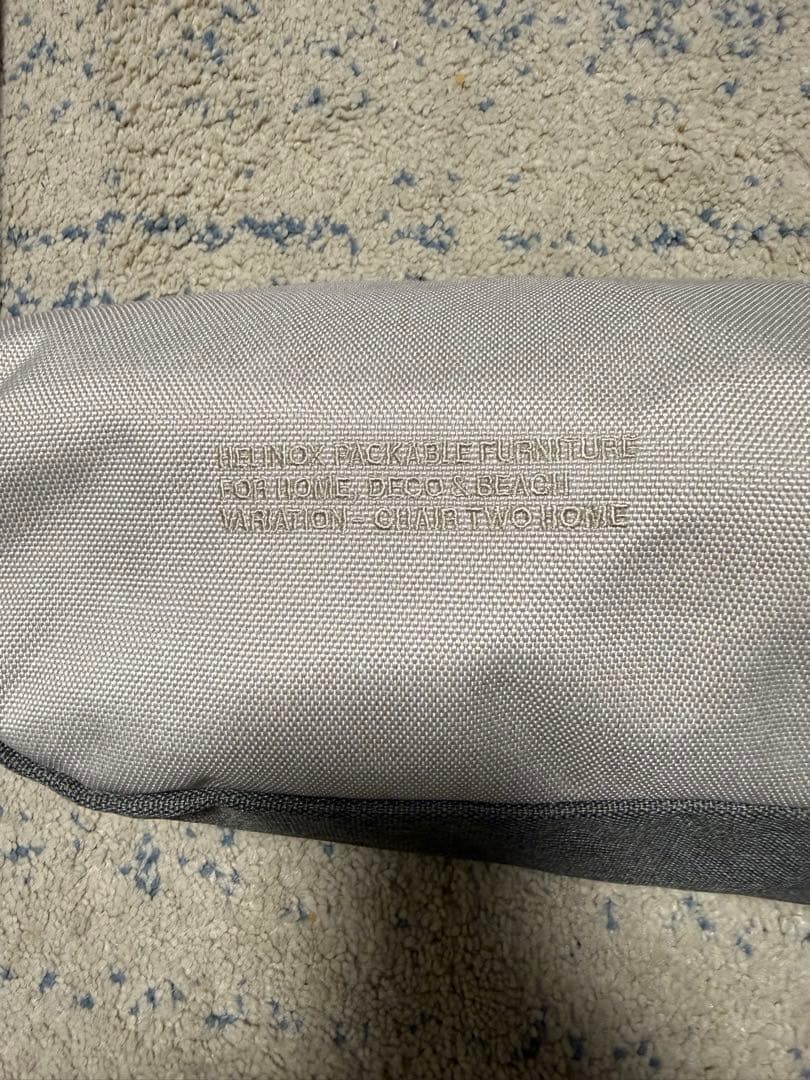 HELINOX PACKABLE FURNITURE
FOR HOME, DECO & BEACH
VARIATION – CHAIR TWO HOME